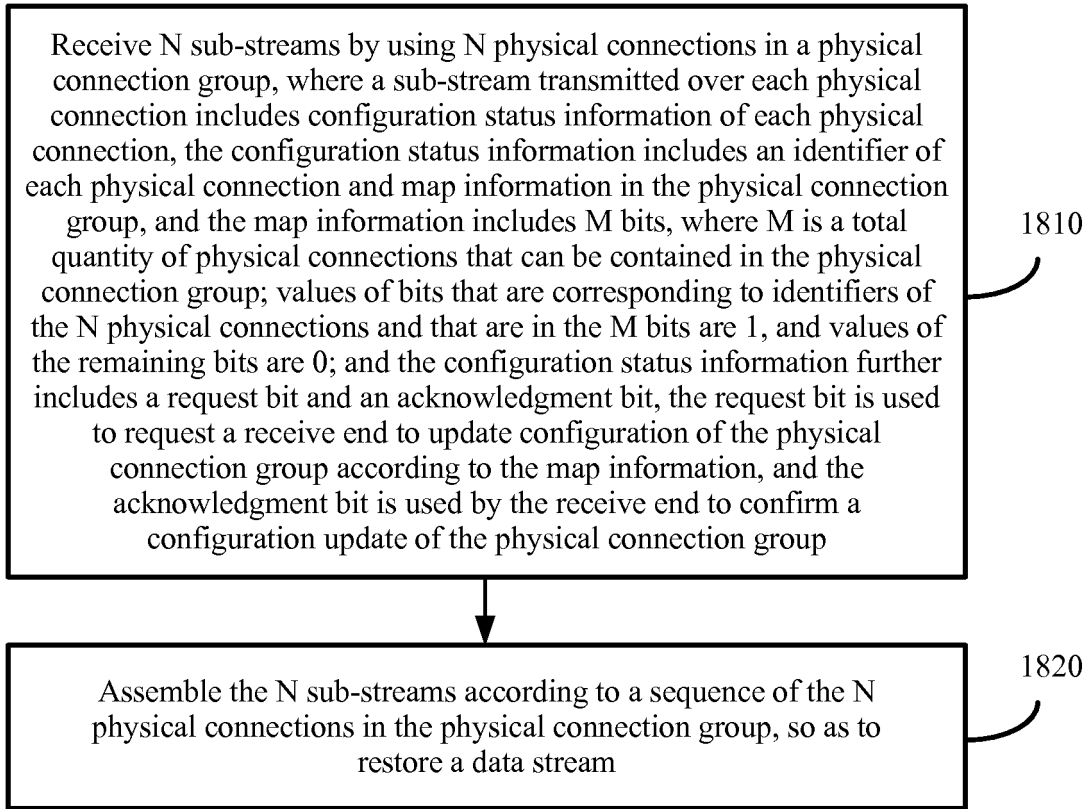 Receive N sub-streams by using N physical connections in a physical
connection group, where a sub-stream transmitted over each physical
connection includes configuration status information of each physical
connection, the configuration status information includes an identifier of
each physical connection and map information in the physical connection
group, and the map information includes M bits, where M is a total
quantity of physical connections that can be contained in the physical
connection group; values of bits that are corresponding to identifiers of
the N physical connections and that are in the M bits are 1, and values of
the remaining bits are 0; and the configuration status information further
includes a request bit and an acknowledgment bit, the request bit is used
to request a receive end to update configuration of the physical
connection group according to the map information, and the
acknowledgment bit is used by the receive end to confirm a
configuration update of the physical connection group
1810
Assemble the N sub-streams according to a sequence of the N
physical connections in the physical connection group, so as to
restore a data stream
1820